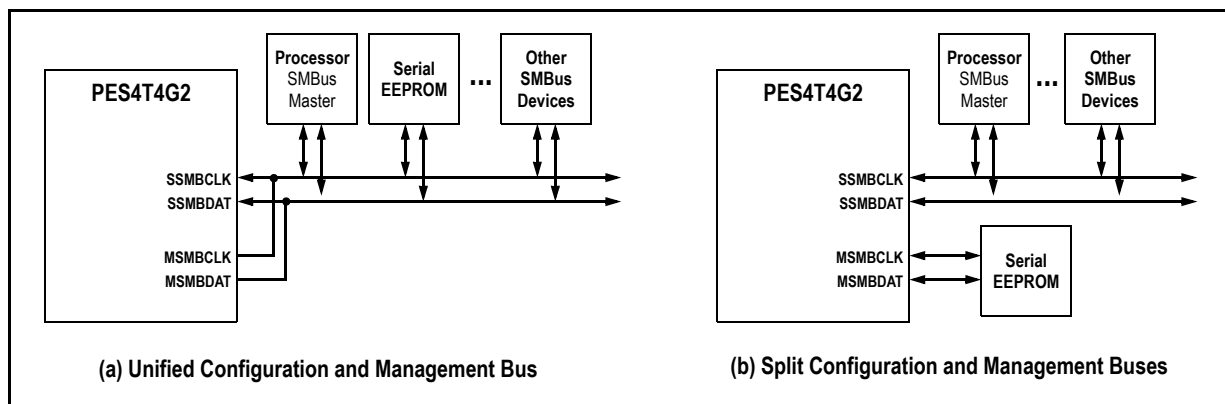 PES4T4G2
Processor
SMBus
Master
Serial
EEPROM
...
Other
SMBus
Devices
SSMBCLK
SSMBDAT
MSMBCLK
MSMBDAT
(a) Unified Configuration and Management Bus
PES4T4G2
Processor
SMBus
Master
...
Other
SMBus
Devices
SSMBCLK
SSMBDAT
MSMBCLK
MSMBDAT
Serial
EEPROM
(b) Split Configuration and Management Buses